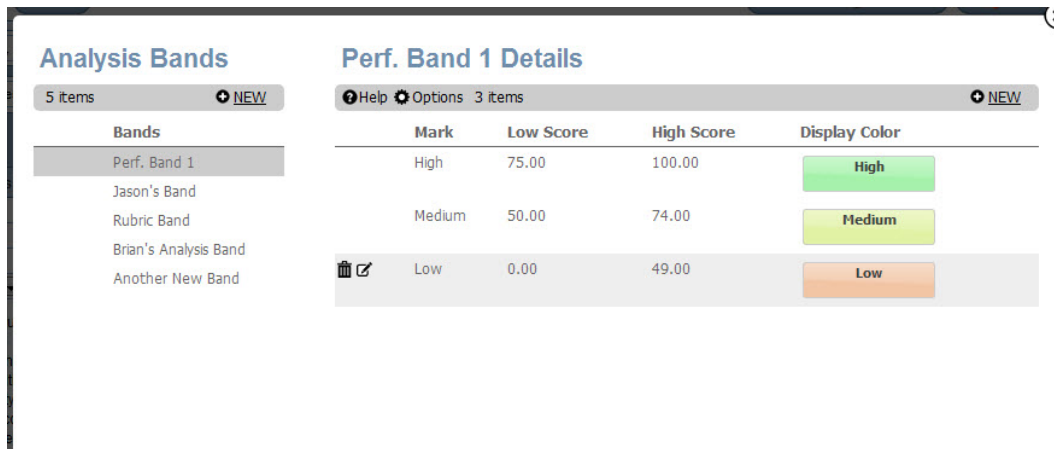 Analysis Bands
5 items NEW
Bands
Perf. Band 1
Jason's Band
Rubric Band
Brian's Analysis Band
Another New Band
Perf. Band 1 Details
Help Options 3 items NEW
Mark Low Score High Score Display Color
High 75.00 100.00 High
Medium 50.00 74.00 Medium
Low 0.00 49.00 Low